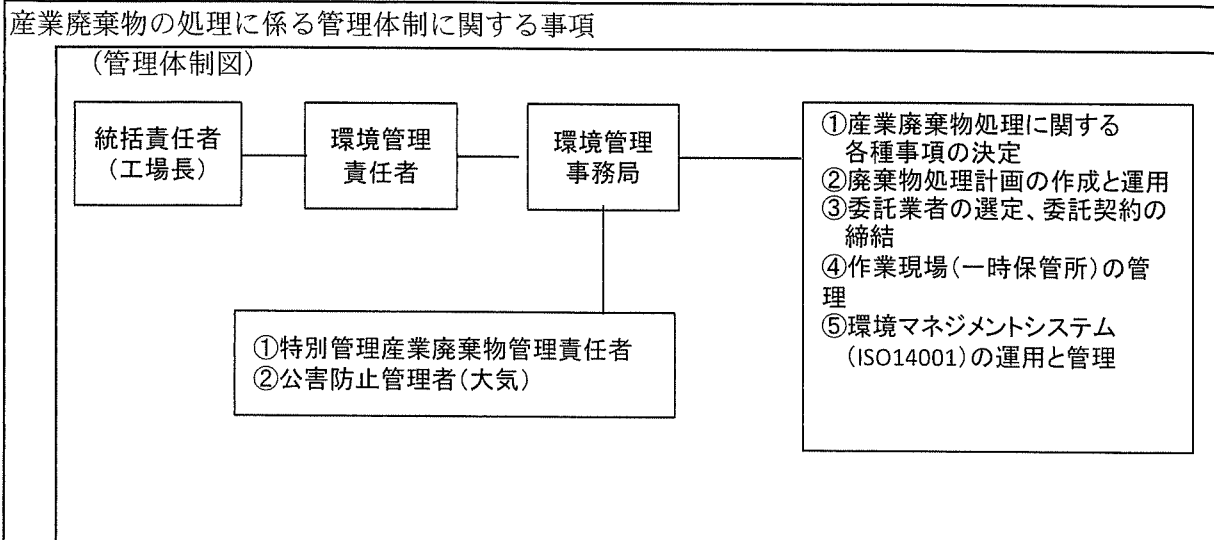 産業廃棄物の処理に係る管理体制に関する事項
（管理体制図）
統括責任者
（工場長）
環境管理
責任者
環境管理
事務局
①産業廃棄物処理に関する
各種事項の決定
②廃棄物処理計画の作成と運用
③委託業者の選定、委託契約の
締結
④作業現場（一時保管所）の管
理
⑤環境マネジメントシステム
（ISO14001）の運用と管理
①特別管理産業廃棄物管理責任者
②公害防止管理者（大気）